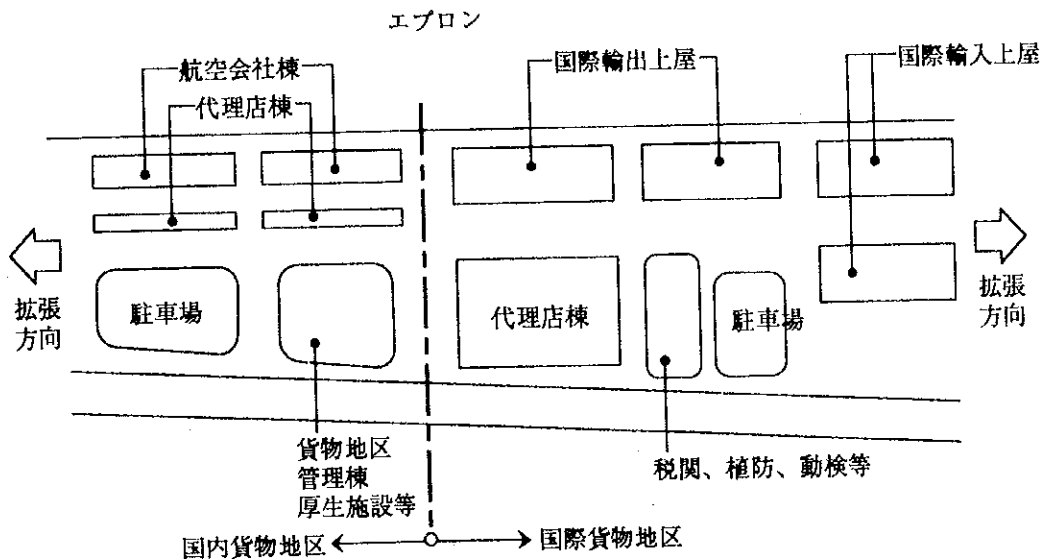 エプロン
航空会社棟
代理店棟
国際輸出上屋
国際輸入上屋
拡張
方向
駐車場
代理店棟
駐車場
拡張
方向
貨物地区
管理棟
厚生施設等
税関、植防、動検等
国内貨物地区
国際貨物地区